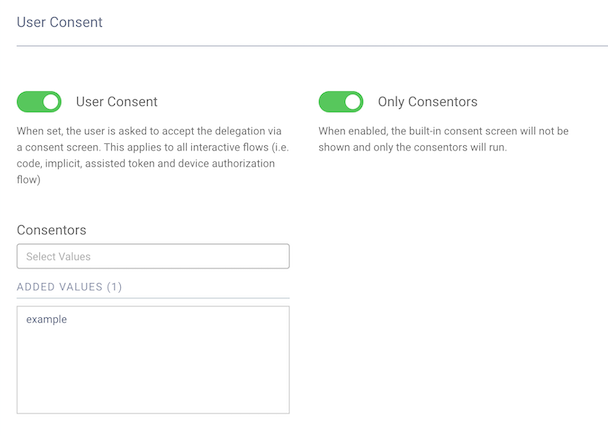 User Consent
User Consent
When set, the user is asked to accept the delegation via
a consent screen. This applies to all interactive flows (i.e.
code, implicit, assisted token and device authorization
flow)
Only Consentors
When enabled, the built-in consent screen will not be
shown and only the consentors will run.
Consentors
Select Values
ADDED VALUES (1)
example